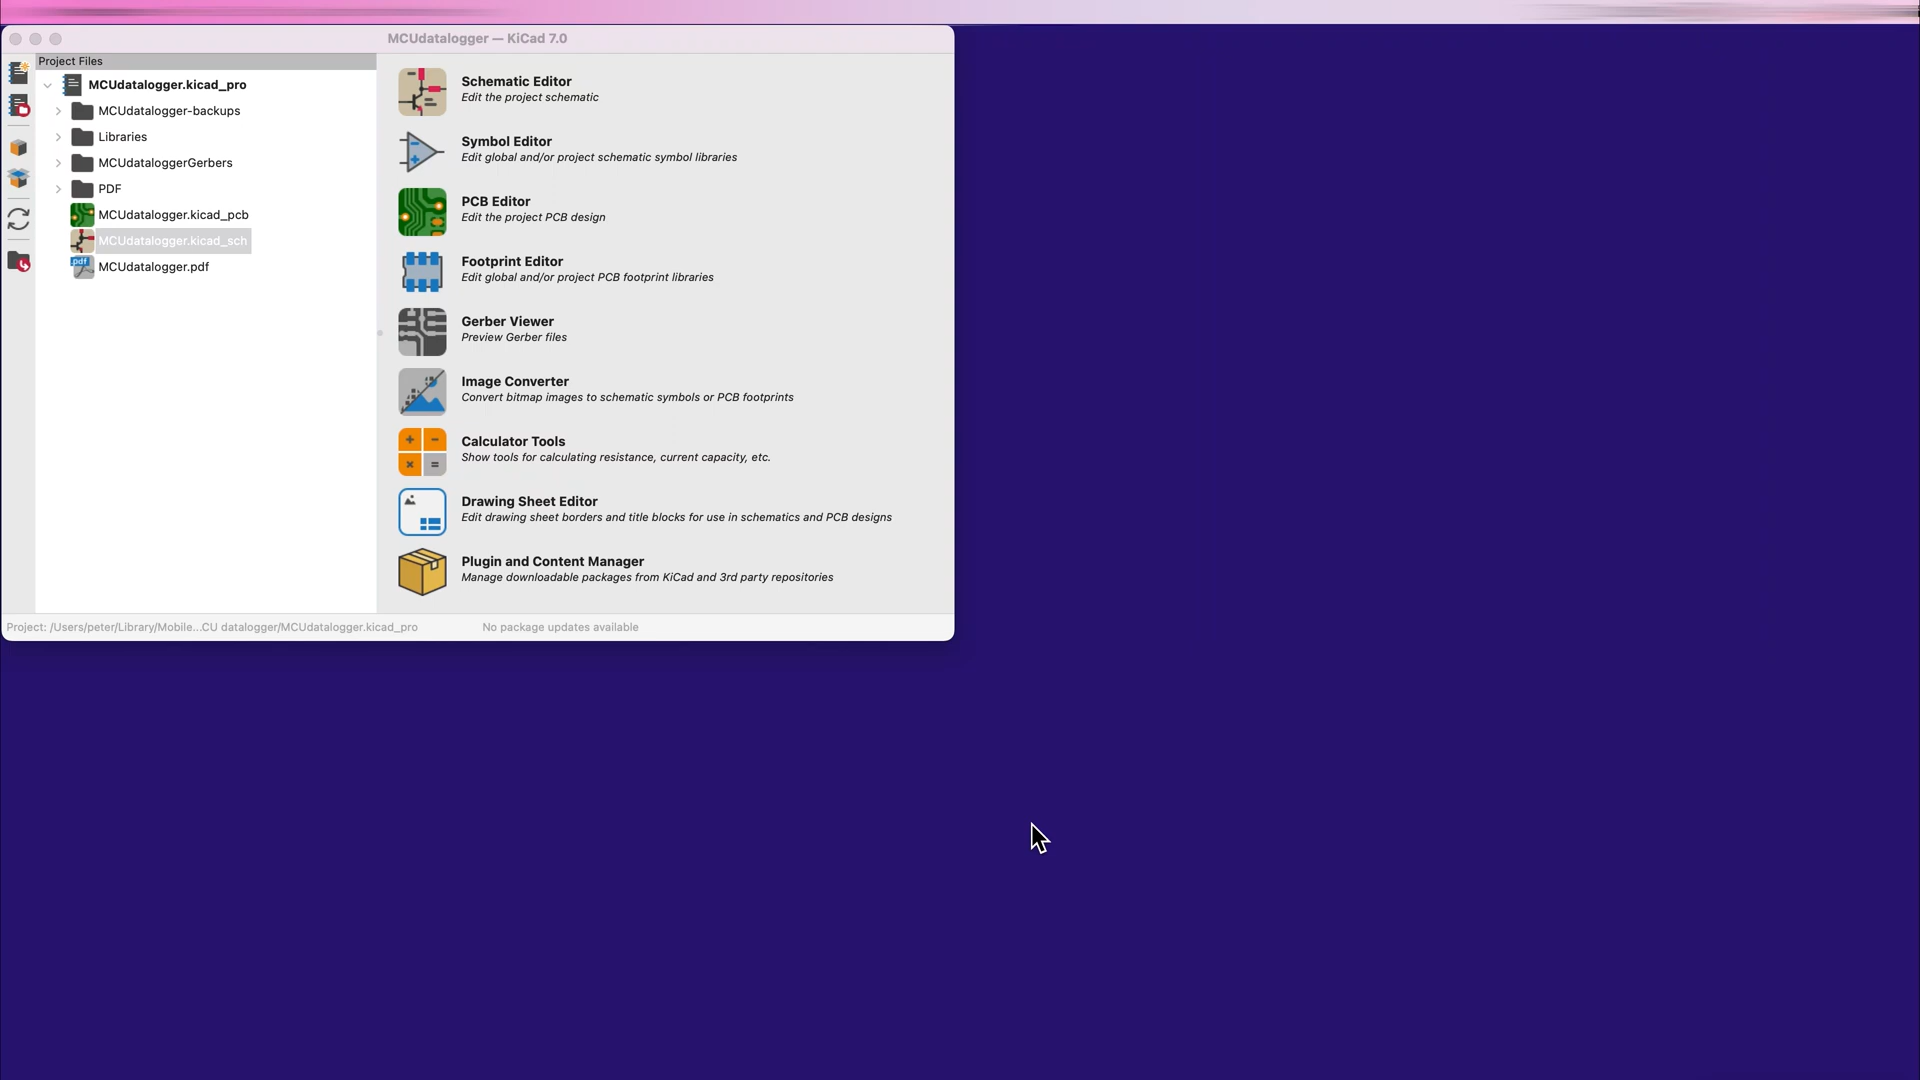 MCUdatalogger — KiCad 7.0
Project Files
MCUdatalogger.kicad_pro
MCUdatalogger-backups
Libraries
MCUdataloggerGerbers
PDF
MCUdatalogger.kicad_pcb
MCUdatalogger.kicad_sch
.pdf
MCUdatalogger.pdf
Schematic Editor
Edit the project schematic
Symbol Editor
Edit global and/or project schematic symbol libraries
PCB Editor
Edit the project PCB design
Footprint Editor
Edit global and/or project PCB footprint libraries
Gerber Viewer
Preview Gerber files
Image Converter
Convert bitmap images to schematic symbols or PCB footprints
Calculator Tools
Show tools for calculating resistance, current capacity, etc.
Drawing Sheet Editor
Edit drawing sheet borders and title blocks for use in schematics and PCB designs
Plugin and Content Manager
Manage downloadable packages from KiCad and 3rd party repositories
Project: /Users/peter/Library/Mobile...CU datalogger/MCUdatalogger.kicad_pro
No package updates available